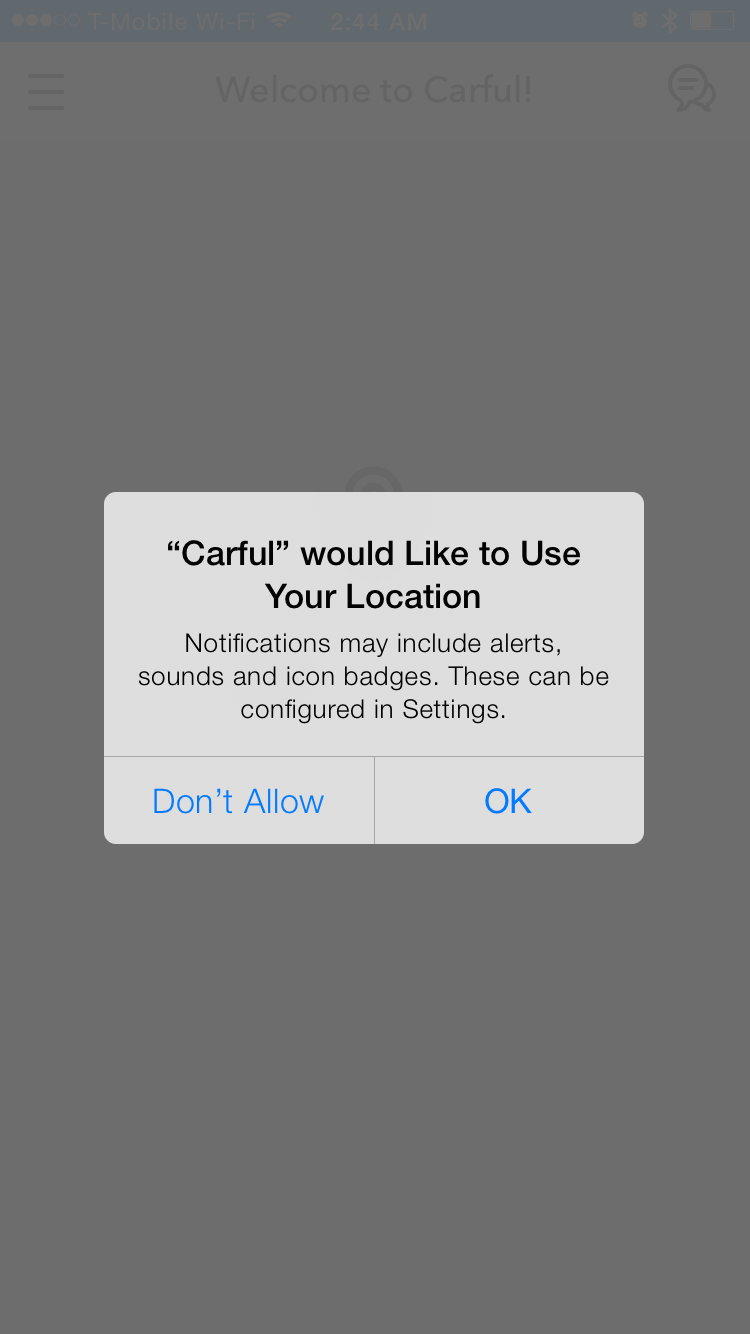 T-Mobile Wi-Fi 2:44 AM
Welcome to Carful!
“Carful” would Like to Use
Your Location
Notifications may include alerts,
sounds and icon badges. These can be
configured in Settings.
Don’t Allow OK